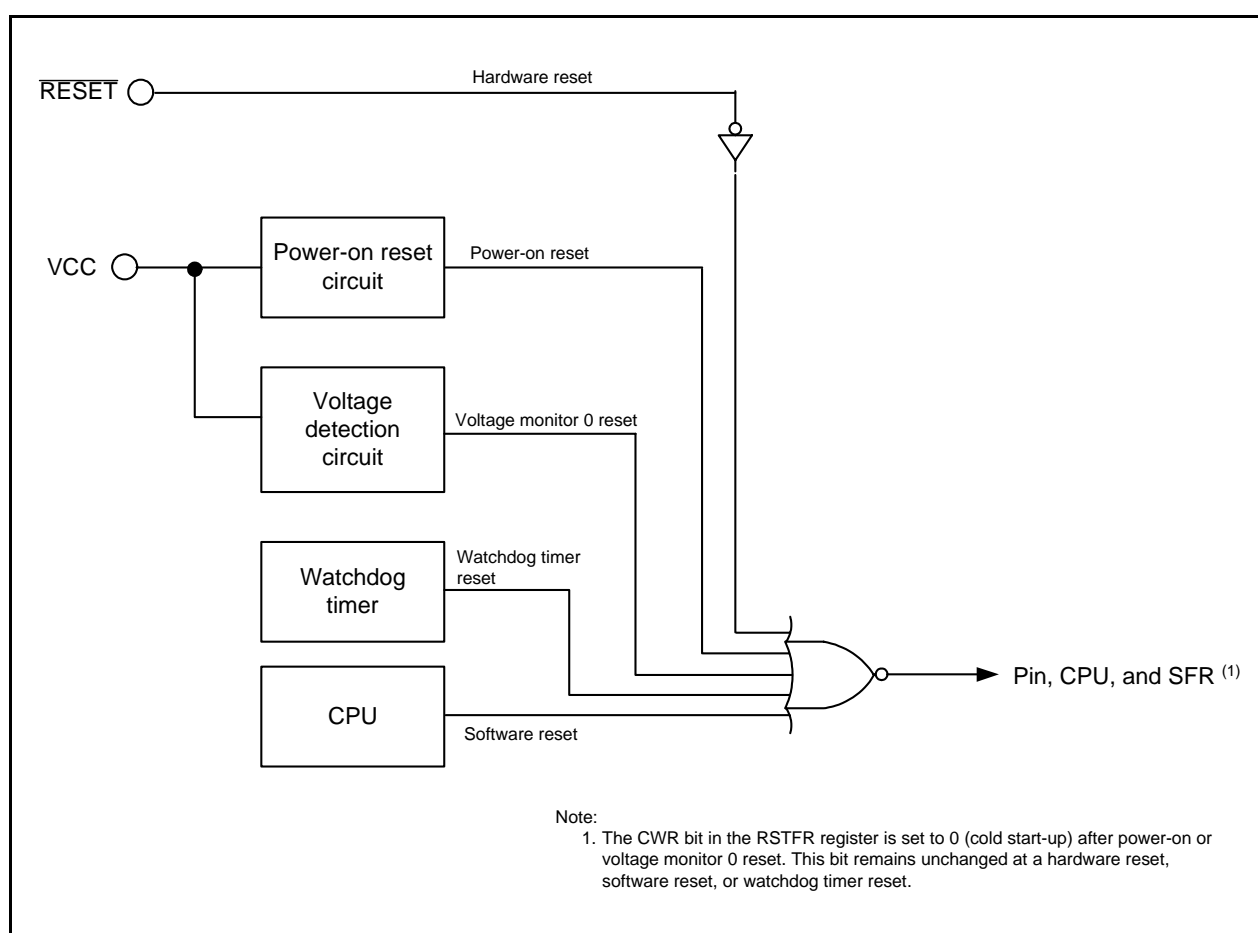 RESET
Hardware reset
VCC
Power-on reset
circuit
Power-on reset
Voltage
detection
circuit
Voltage monitor 0 reset
Watchdog
timer
Watchdog timer
reset
CPU
Software reset
Pin, CPU, and SFR (1)
Note:
1. The CWR bit in the RSTFR register is set to 0 (cold start-up) after power-on or
voltage monitor 0 reset. This bit remains unchanged at a hardware reset,
software reset, or watchdog timer reset.